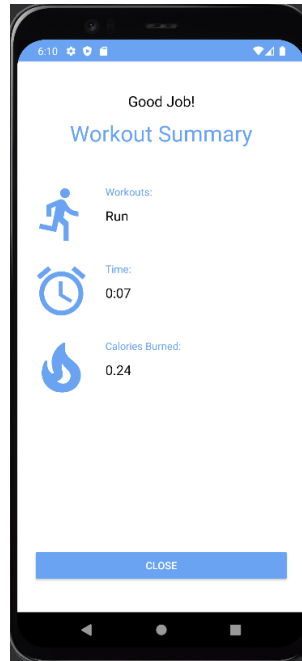 6:10
Good Job!
Workout Summary
Workouts:
Run
Time:
0:07
Calories Burned:
0.24
CLOSE